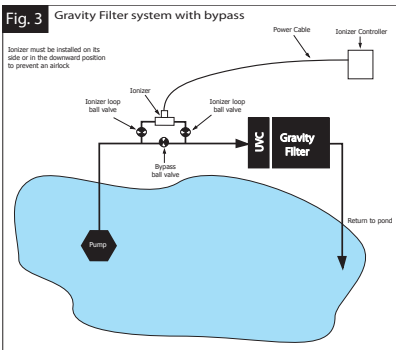 Fig. 3 Gravity Filter system with bypass
Power Cable
Ionizer Controller
Ionizer must be installed on its
side or in the downward position
to prevent an airlock
Ionizer
Ionizer loop
ball valve
Ionizer loop
ball valve
UVC
Gravity
Filter
Bypass
ball valve
Return to pond
Pump